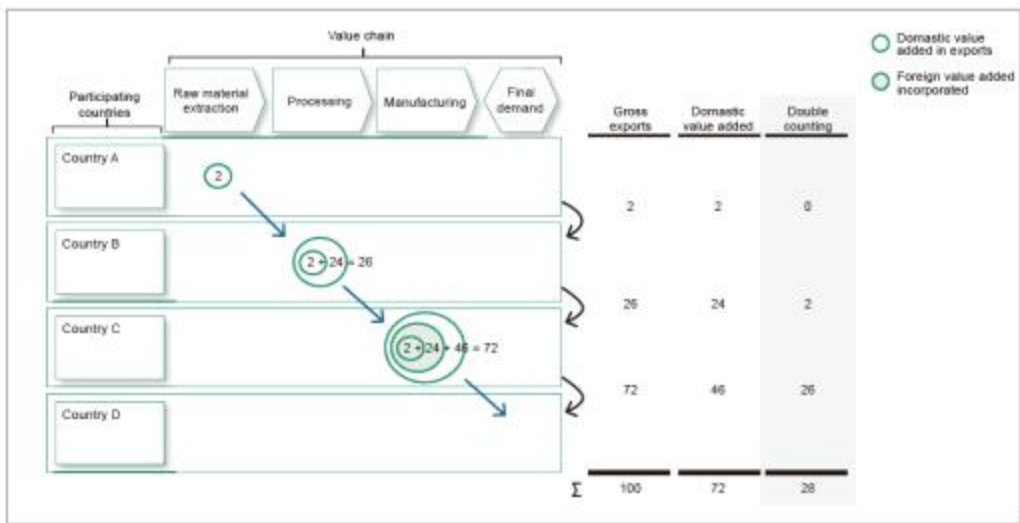 Value chain
Domastic value
added in exports
Foreign value added
incorporated
Participating
countries
Raw material
extraction
Processing
Manufacturing
Final
demand
Gross
exports
Domastic
value added
Double
counting
Country A
2
2 2 0
Country B
2 + 24 = 26
26 24 2
Country C
2 + 24 + 46 = 72
72 46 26
Country D
Σ 100 72 28